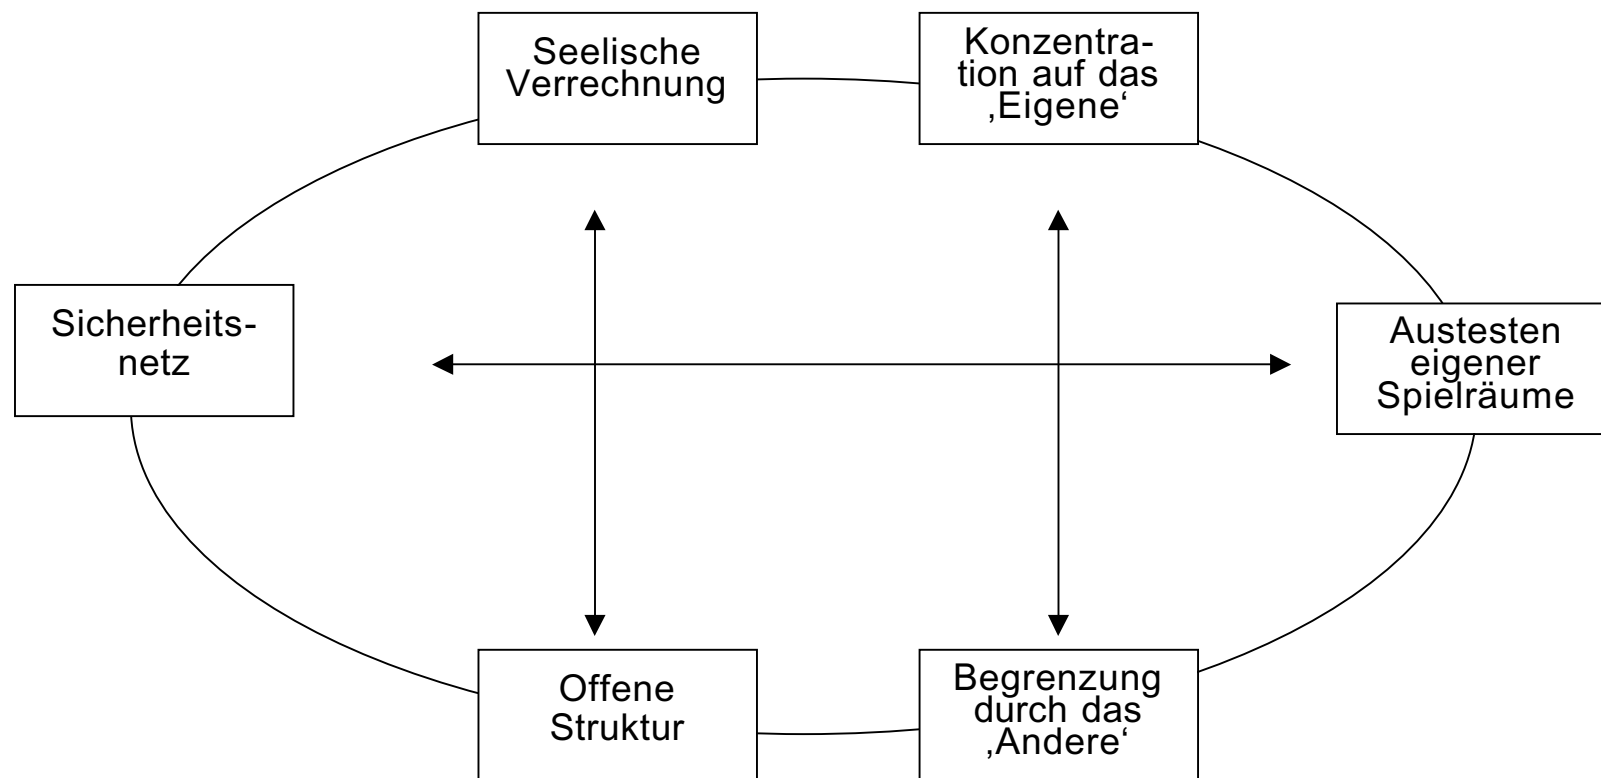 Seelische
Verrechnung
Konzentra-
tion auf das
‚Eigene‘
Sicherheits-
netz
Austesten
eigener
Spielräume
Offene
Struktur
Begrenzung
durch das
‚Andere‘